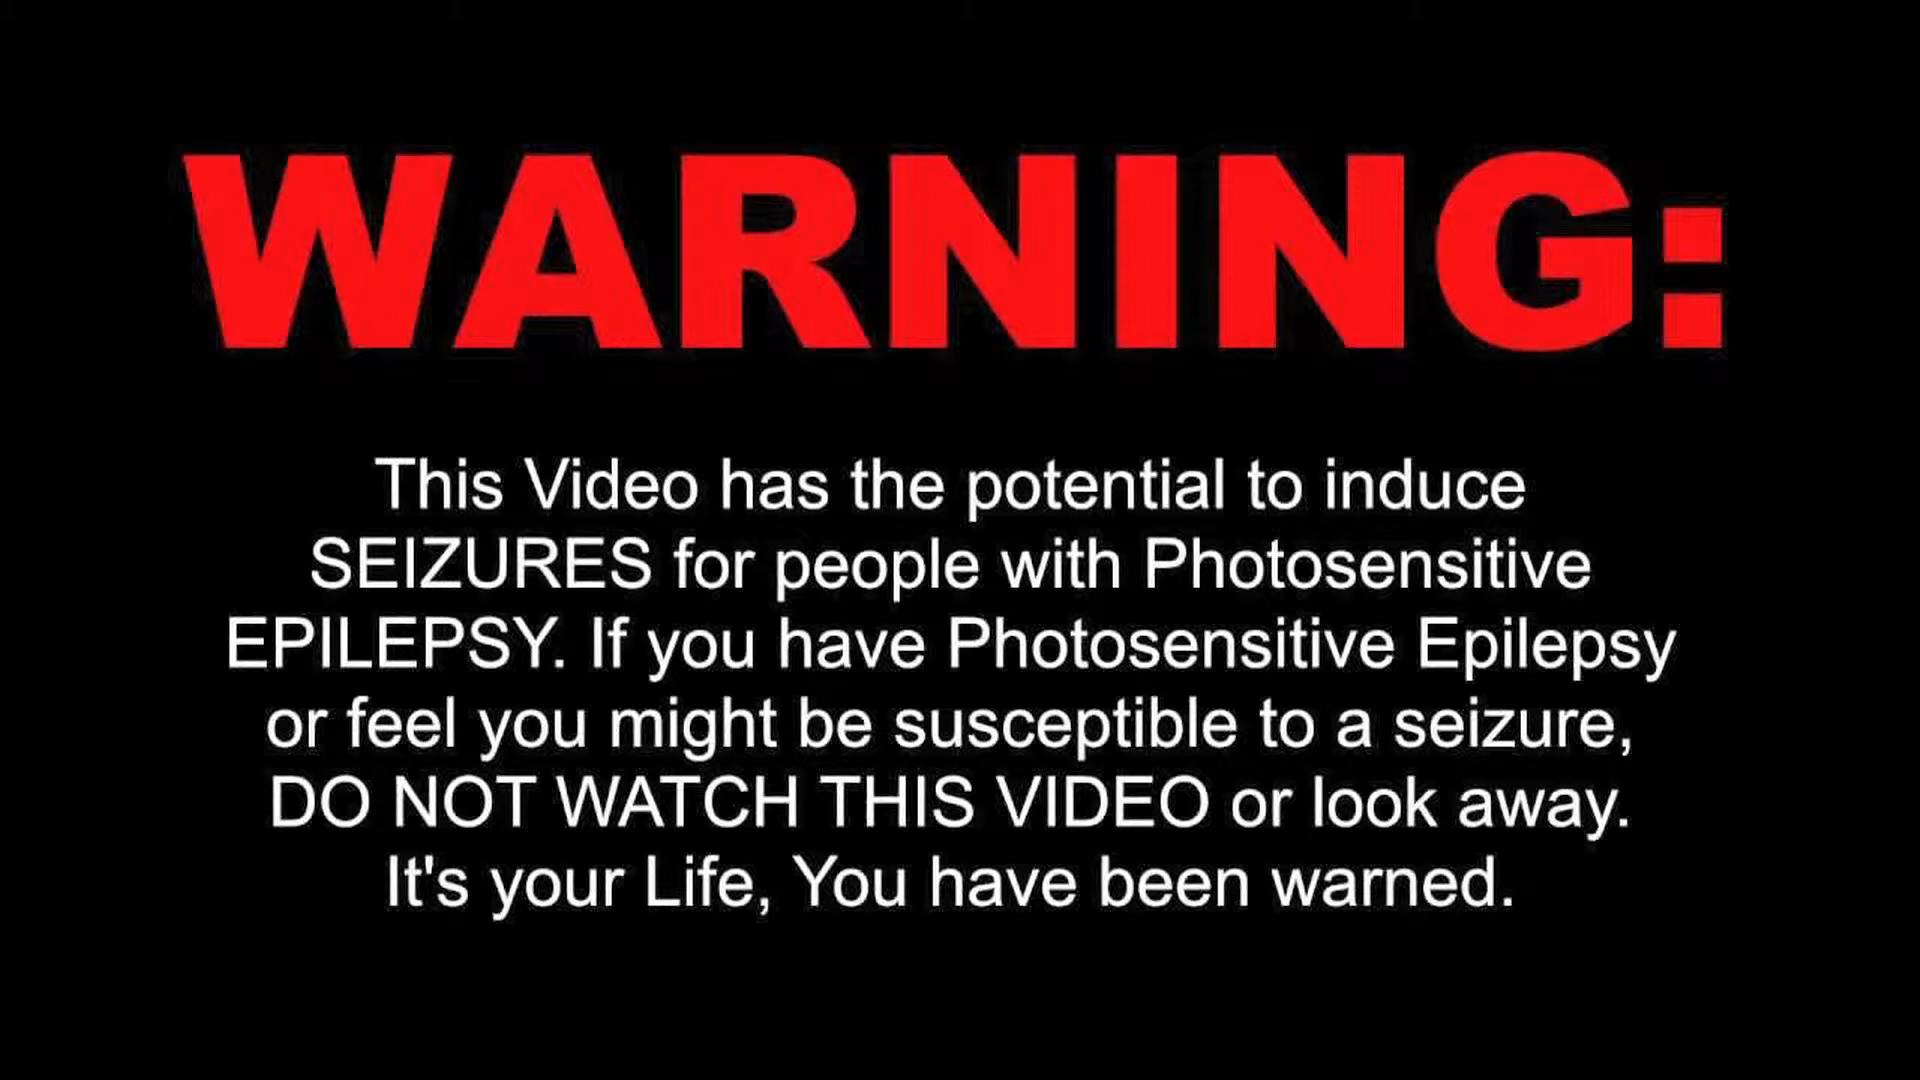 WARNING:
This Video has the potential to induce
SEIZURES for people with Photosensitive
EPILEPSY. If you have Photosensitive Epilepsy
or feel you might be susceptible to a seizure,
DO NOT WATCH THIS VIDEO or look away.
It's your Life, You have been warned.